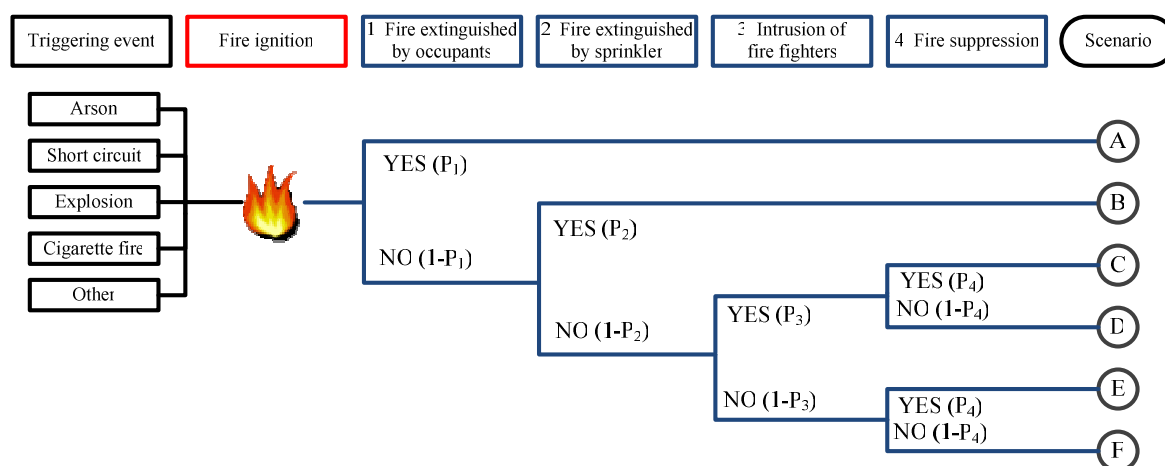 Triggering event
Fire ignition
1 Fire extinguished
by occupants
2 Fire extinguished
by sprinkler
3 Intrusion of
fire fighters
4 Fire suppression
Scenario
Arson
Short circuit
Explosion
Cigarette fire
Other
YES (P₁)
NO (1-P₁)
YES (P₂)
NO (1-P₂)
YES (P₃)
NO (1-P₃)
YES (P₄)
NO (1-P₄)
YES (P₄)
NO (1-P₄)
A
B
C
D
E
F